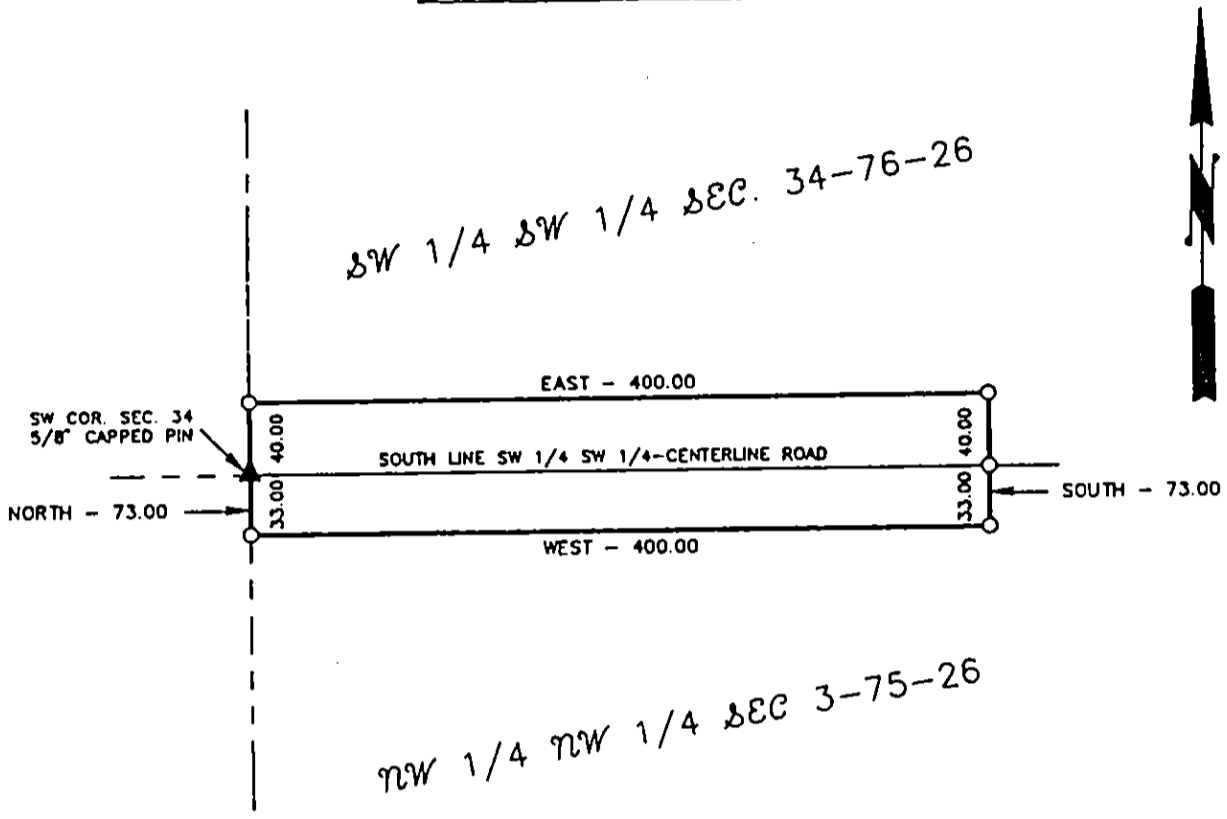 N
SW 1/4 SW 1/4 SEC. 34-76-26
EAST - 400.00
SW COR. SEC. 34
5/8" CAPPED PIN
40.00
40.00
SOUTH LINE SW 1/4 SW 1/4-CENTERLINE ROAD
NORTH - 73.00
33.00
33.00
SOUTH - 73.00
WEST - 400.00
NW 1/4 NW 1/4 SEC 3-75-26